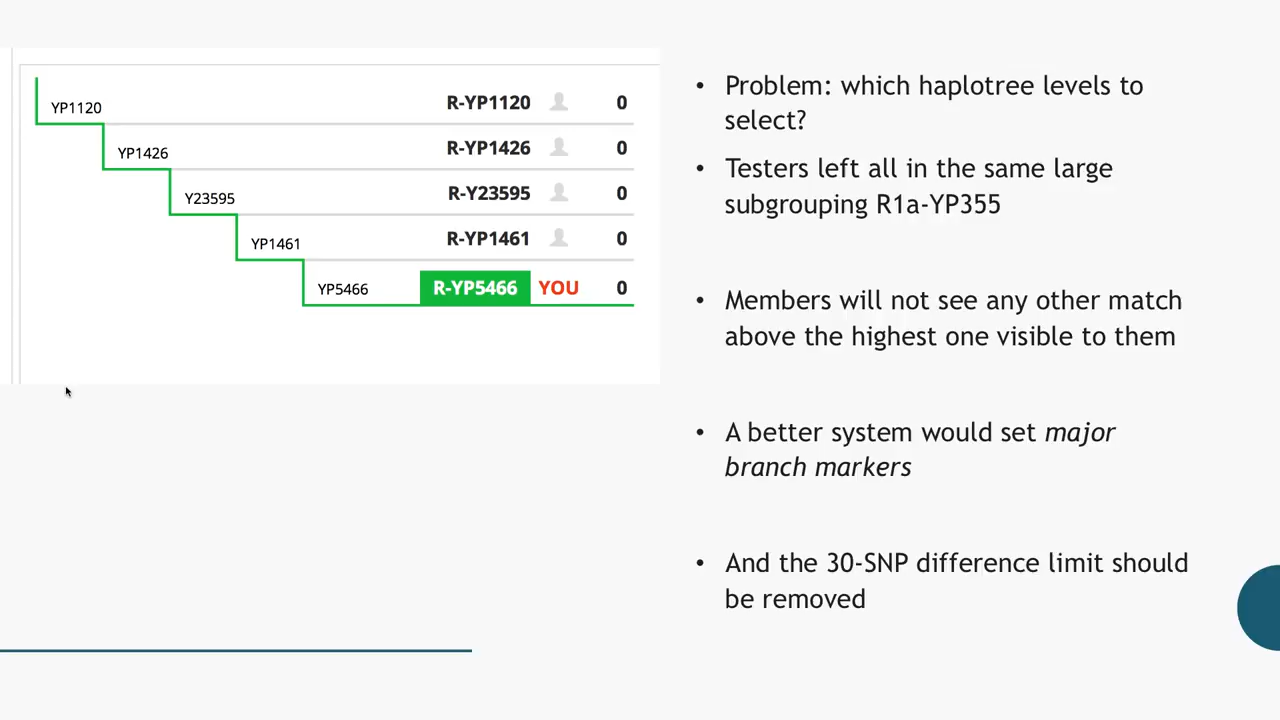 YP1120 R-YP1120 0
YP1426 R-YP1426 0
Y23595 R-Y23595 0
YP1461 R-YP1461 0
YP5466 R-YP5466 YOU 0
• Problem: which haplotree levels to
select?
• Testers left all in the same large
subgrouping R1a-YP355
• Members will not see any other match
above the highest one visible to them
• A better system would set major
branch markers
• And the 30-SNP difference limit should
be removed